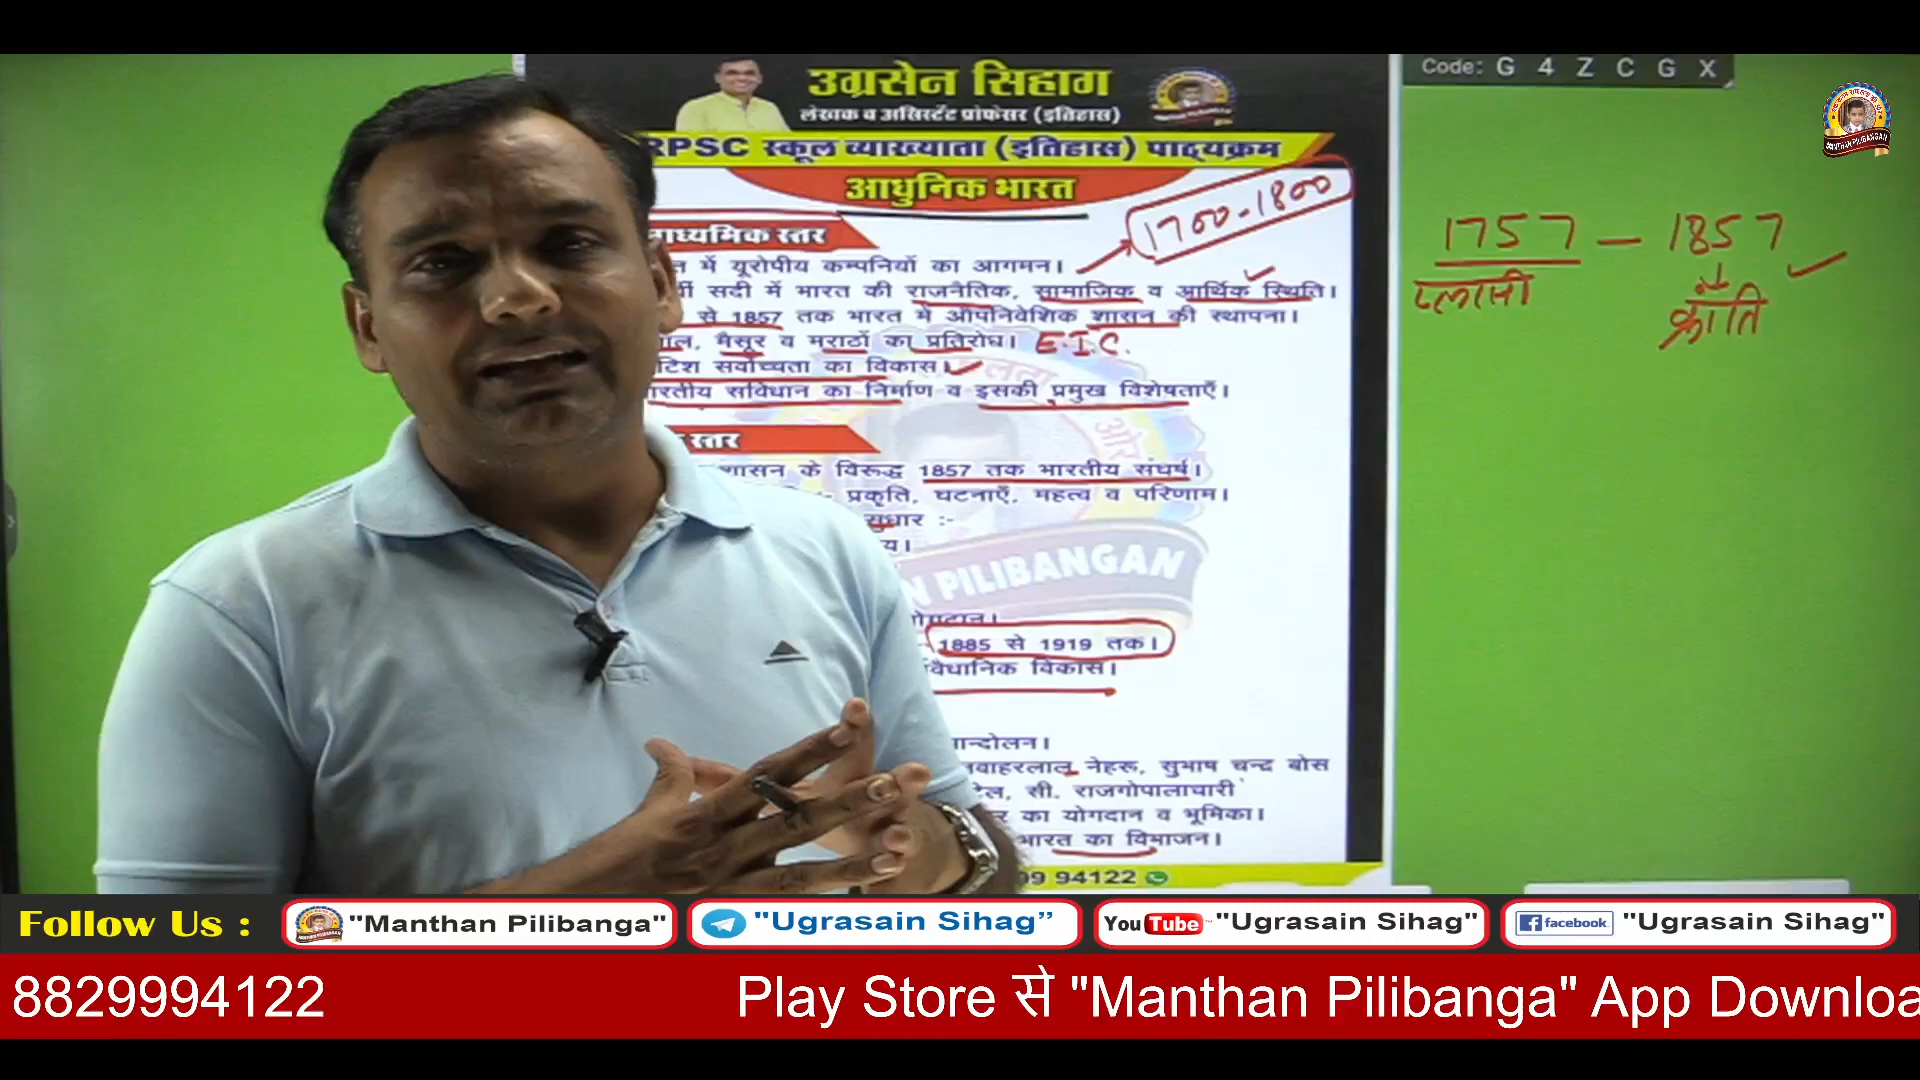 Code: G 4 Z C G X
उग्रसेन सिहाग
लेखक व असिस्टेंट प्रोफेसर (इतिहास)
RPSC स्कूल व्याख्याता (इतिहास) पाठ्यक्रम
आधुनिक भारत
1700-1800
माध्यमिक स्तर
में यूरोपीय कम्पनियों का आगमन।
सदी में भारत की राजनैतिक, सामाजिक व आर्थिक स्थिति।
से 1857 तक भारत में औपनिवेशिक शासन की स्थापना।
मैसूर व मराठों का प्रतिरोध। E.I.C.
सर्वोच्चता का विकास।
संविधान का निर्माण व इसकी प्रमुख विशेषताएँ।
स्तर
शासन के विरूद्ध 1857 तक भारतीय संघर्ष।
प्रकृति, घटनाएँ, महत्व व परिणाम।
सुधार :-
PILIBANGAN
1885 से 1919 तक।
विकास।
नेहरू, सुभाष चन्द्र बोस
सी. राजगोपालाचारी
का योगदान व भूमिका।
भारत का विभाजन।
99 94122
1757 - 1857
प्लासी
क्रांति
MANTHAN PILIBANGAN
Follow Us :
"Manthan Pilibanga"
"Ugrasain Sihag”
YouTube "Ugrasain Sihag"
facebook "Ugrasain Sihag"
8829994122
Play Store से "Manthan Pilibanga" App Downloa